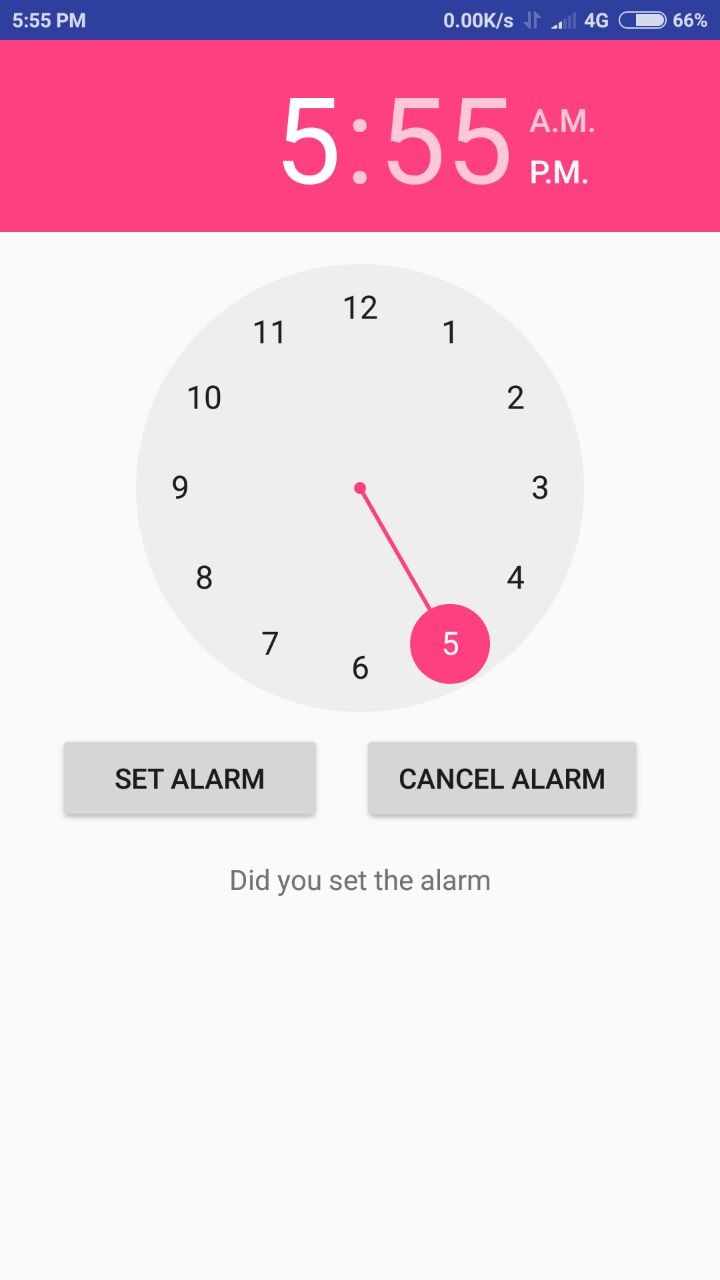 5:55 PM 0.00K/s 4G 66%
5:55 A.M.
P.M.
12
11 1
10 2
9 3
8 4
7 5
6
SET ALARM CANCEL ALARM
Did you set the alarm